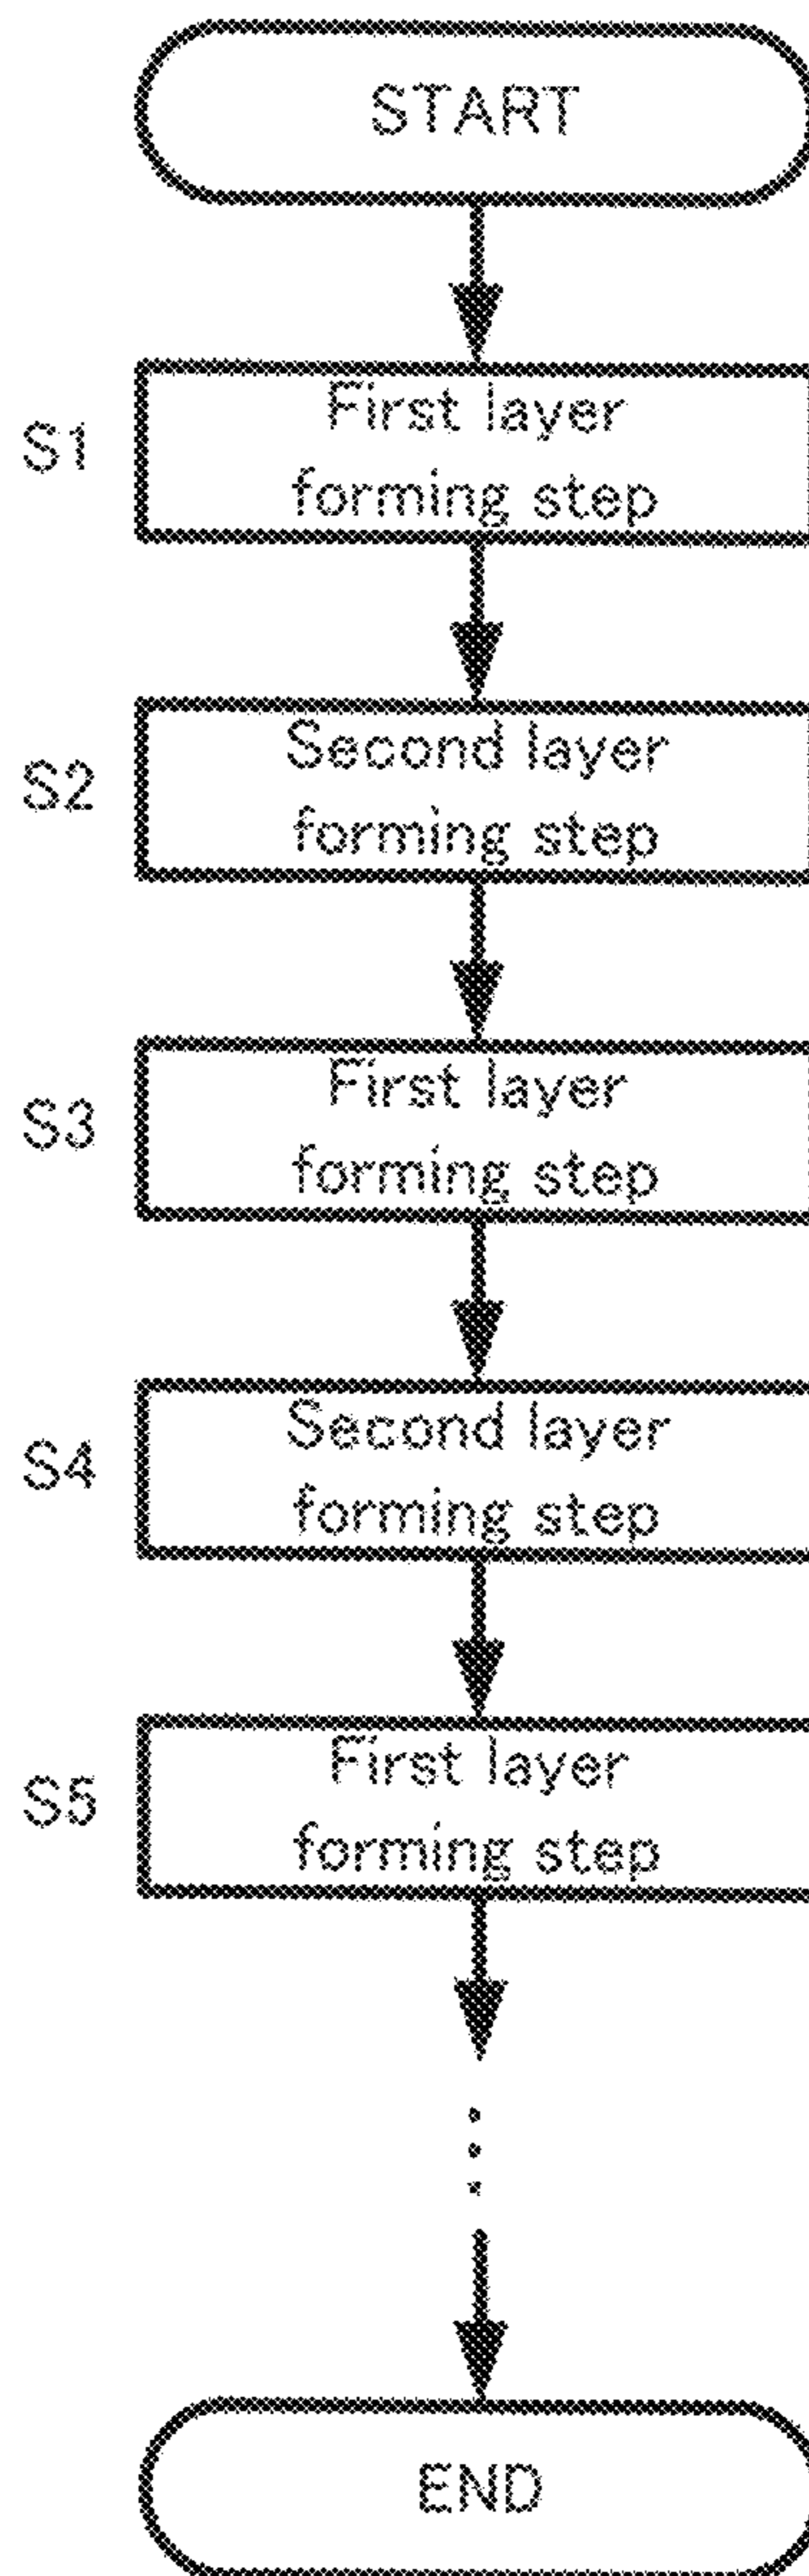 START
S1
First layer
forming step
S2
Second layer
forming step
S3
First layer
forming step
S4
Second layer
forming step
S5
First layer
forming step
END